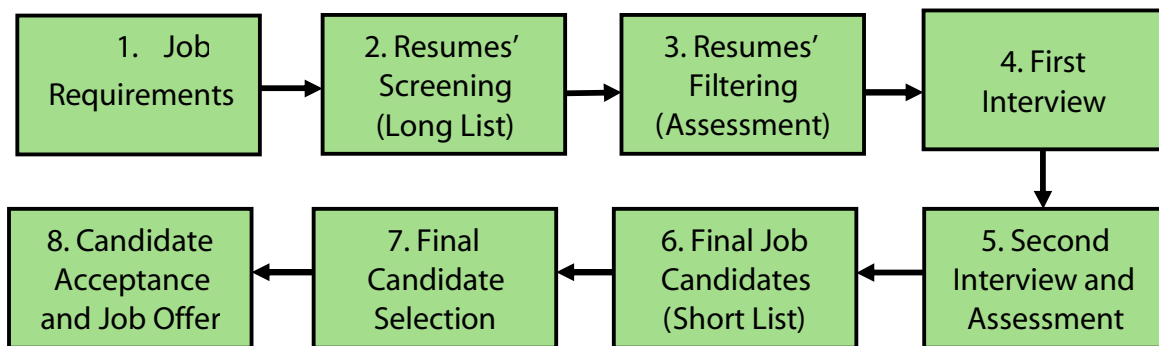 1. Job
Requirements
2. Resumes’
Screening
(Long List)
3. Resumes’
Filtering
(Assessment)
4. First
Interview
5. Second
Interview and
Assessment
6. Final Job
Candidates
(Short List)
7. Final
Candidate
Selection
8. Candidate
Acceptance
and Job Offer